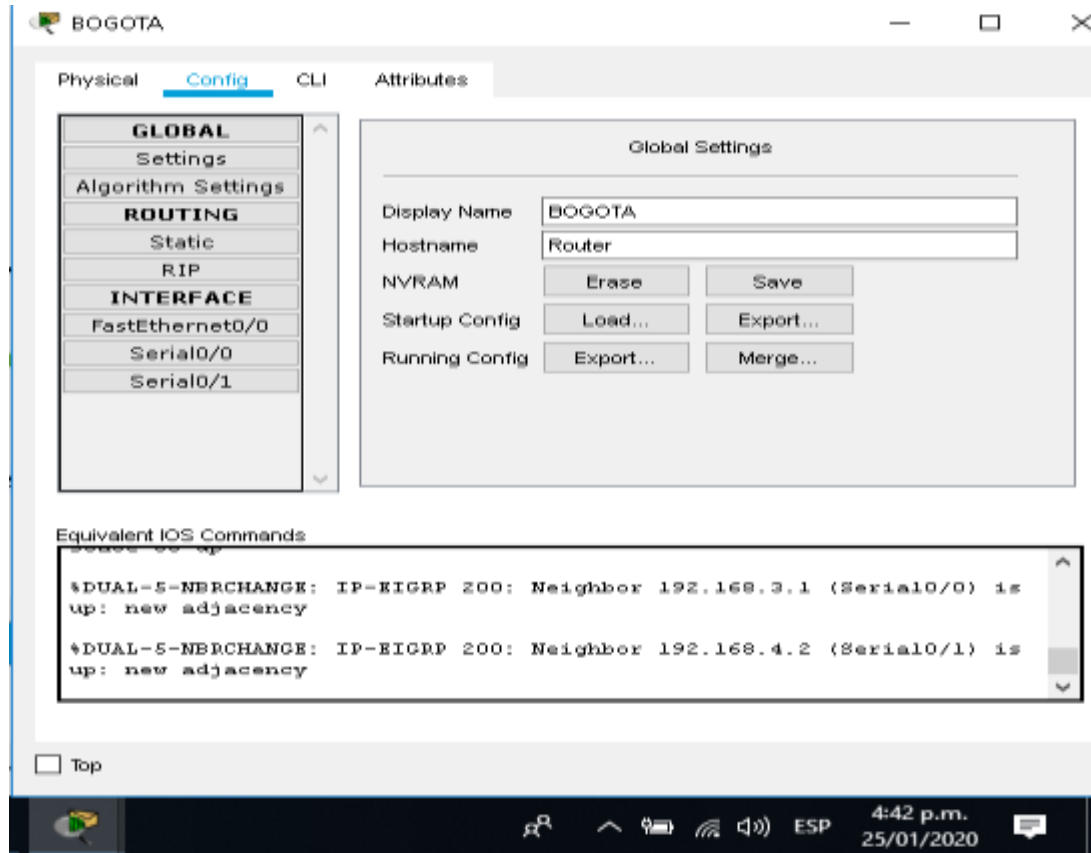 BOGOTA
Physical Config CLI Attributes
GLOBAL
Settings
Algorithm Settings
ROUTING
Static
RIP
INTERFACE
FastEthernet0/0
Serial0/0
Serial0/1
Global Settings
Display Name BOGOTA
Hostname Router
NVRAM Erase Save
Startup Config Load... Export...
Running Config Export... Merge...
Equivalent IOS Commands
up
%DUAL-5-NBRCHANGE: IP-EIGRP 200: Neighbor 192.168.3.1 (Serial0/0) is
up: new adjacency
%DUAL-5-NBRCHANGE: IP-EIGRP 200: Neighbor 192.168.4.2 (Serial0/1) is
up: new adjacency
Top
ESP
4:42 p.m.
25/01/2020